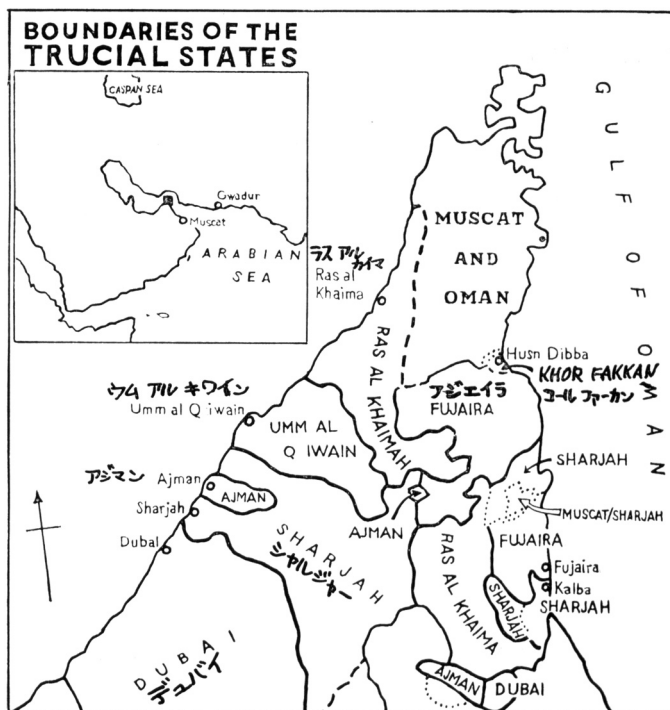 BOUNDARIES OF THE
TRUCIAL STATES
CASPAN SEA
Gwadur
Muscat
ARABIAN
SEA
GULF OF OMAN
MUSCAT
AND
OMAN
ラス アル
カイマ
Ras al
Khaima
RAS AL KHAIMAH
Husn Dibba
KHOR FAKKAN
コール ファーカン
アジエイラ
FUJAIRA
ウム アル キワイン
Umm al Q iwain
UMM AL
Q IWAIN
SHARJAH
アジマン
Ajman
AJMAN
Sharjah
AJMAN
MUSCAT/SHARJAH
FUJAIRA
Dubal
SHARJAH
シャルジャー
RAS AL KHAIMA
Fujaira
Kalba
SHARJAH
SHARJAH
DUBAI
デュバイ
AJMAN
DUBAI